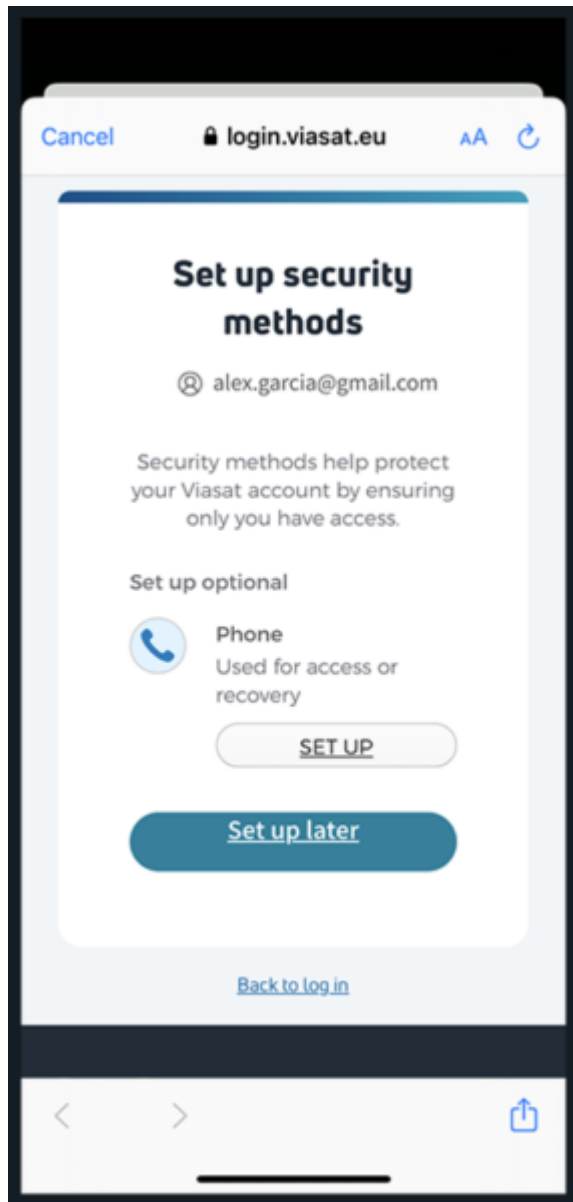 Cancel login.viasat.eu AA
Set up security
methods
alex.garcia@gmail.com
Security methods help protect
your Viasat account by ensuring
only you have access.
Set up optional
Phone
Used for access or
recovery
SET UP
Set up later
Back to log in